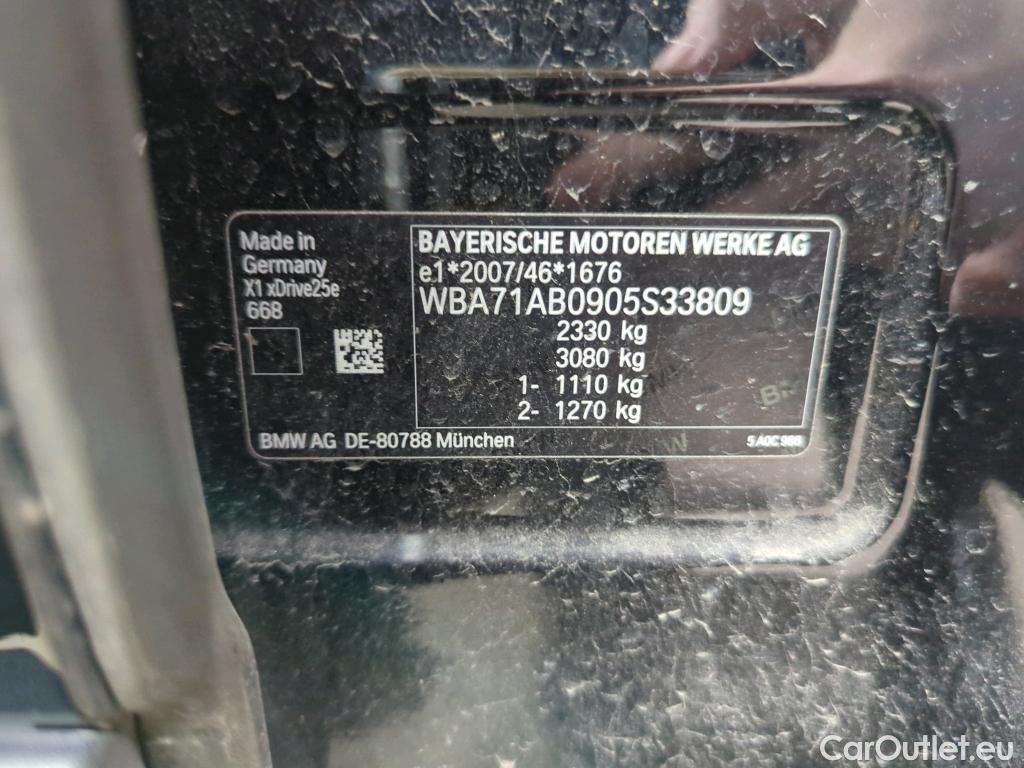 Made in
Germany
X1 xDrive25e
668
BAYERISCHE MOTOREN WERKE AG
e1*2007/46*1676
WBA71AB0905S33809
2330 kg
3080 kg
1- 1110 kg
2- 1270 kg
BMW AG DE-80788 München
5 A0C 986
CarOutlet.eu